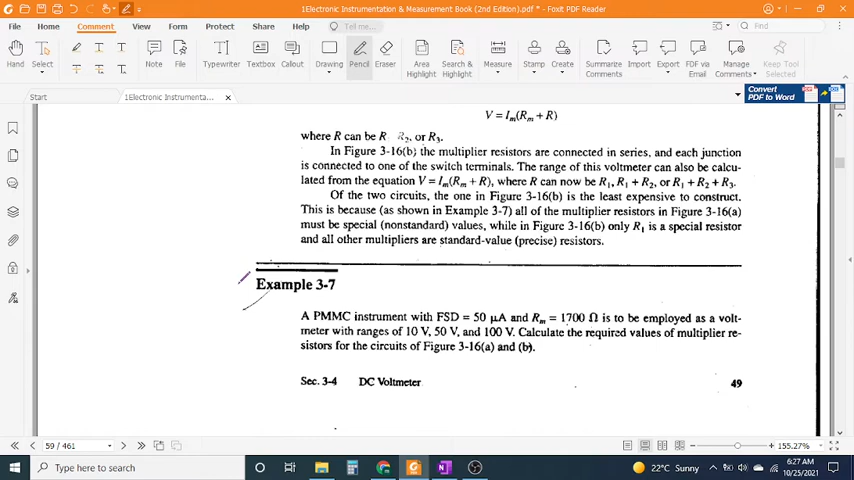 1Electronic Instrumentation & Measurement Book (2nd Edition).pdf * - Foxit PDF Reader
File Home Comment View Form Protect Share Help Tell me... Find
Hand Select Note File Typewriter Textbox Callout Drawing Pencil Eraser Area Highlight Search & Highlight Measure Stamp Create Summarize Comments Import Export FDF via Email Manage Comments Keep Tool Selected
Start 1Electronic Instrumenta... Convert PDF to Word
V = Im(Rm + R)
where R can be R R2, or R3.
In Figure 3-16(b) the multiplier resistors are connected in series, and each junction
is connected to one of the switch terminals. The range of this voltmeter can also be calcu-
lated from the equation V = Im(Rm + R), where R can now be R1, R1 + R2, or R1 + R2 + R3.
Of the two circuits, the one in Figure 3-16(b) is the least expensive to construct.
This is because (as shown in Example 3-7) all of the multiplier resistors in Figure 3-16(a)
must be special (nonstandard) values, while in Figure 3-16(b) only R1 is a special resistor
and all other multipliers are standard-value (precise) resistors.
Example 3-7
A PMMC instrument with FSD = 50 µA and Rm = 1700 Ω is to be employed as a volt-
meter with ranges of 10 V, 50 V, and 100 V. Calculate the required values of multiplier re-
sistors for the circuits of Figure 3-16(a) and (b).
Sec. 3-4 DC Voltmeter 49
59 / 461 155.27%
Type here to search 22°C Sunny 6:27 AM
10/25/2021